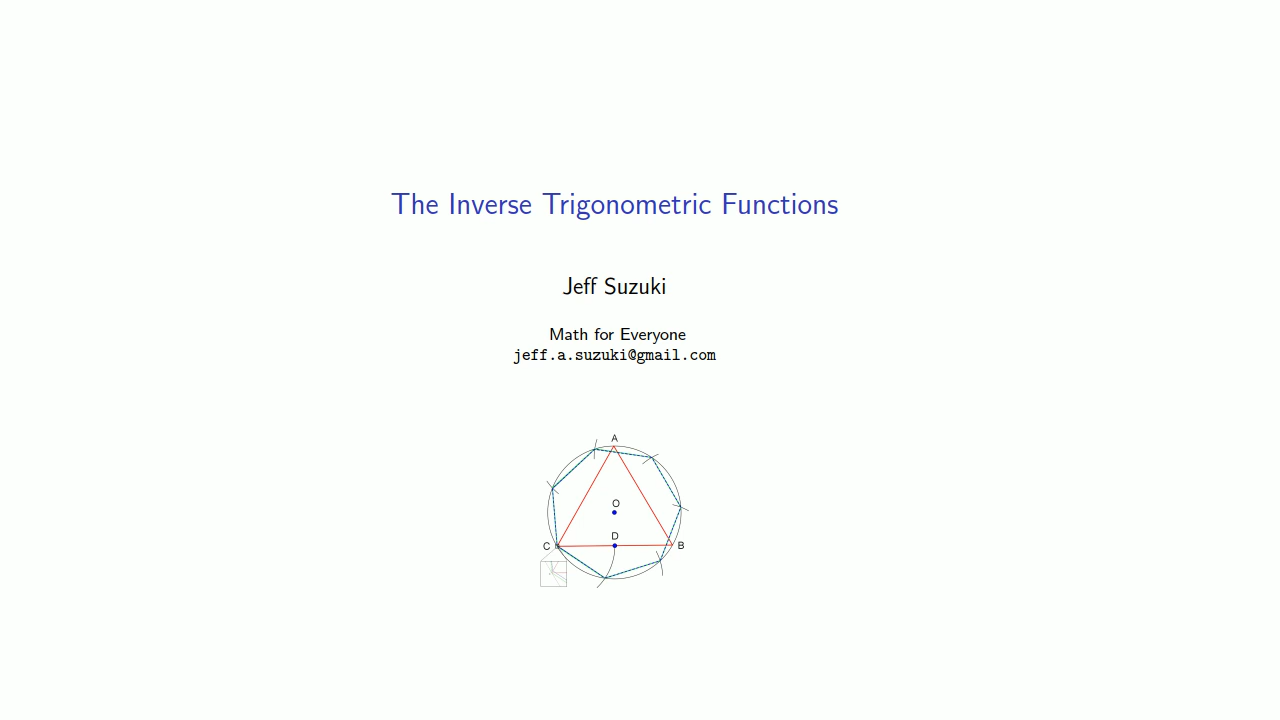 The Inverse Trigonometric Functions
Jeff Suzuki
Math for Everyone
jeff.a.suzuki@gmail.com
A
O
D
C
B